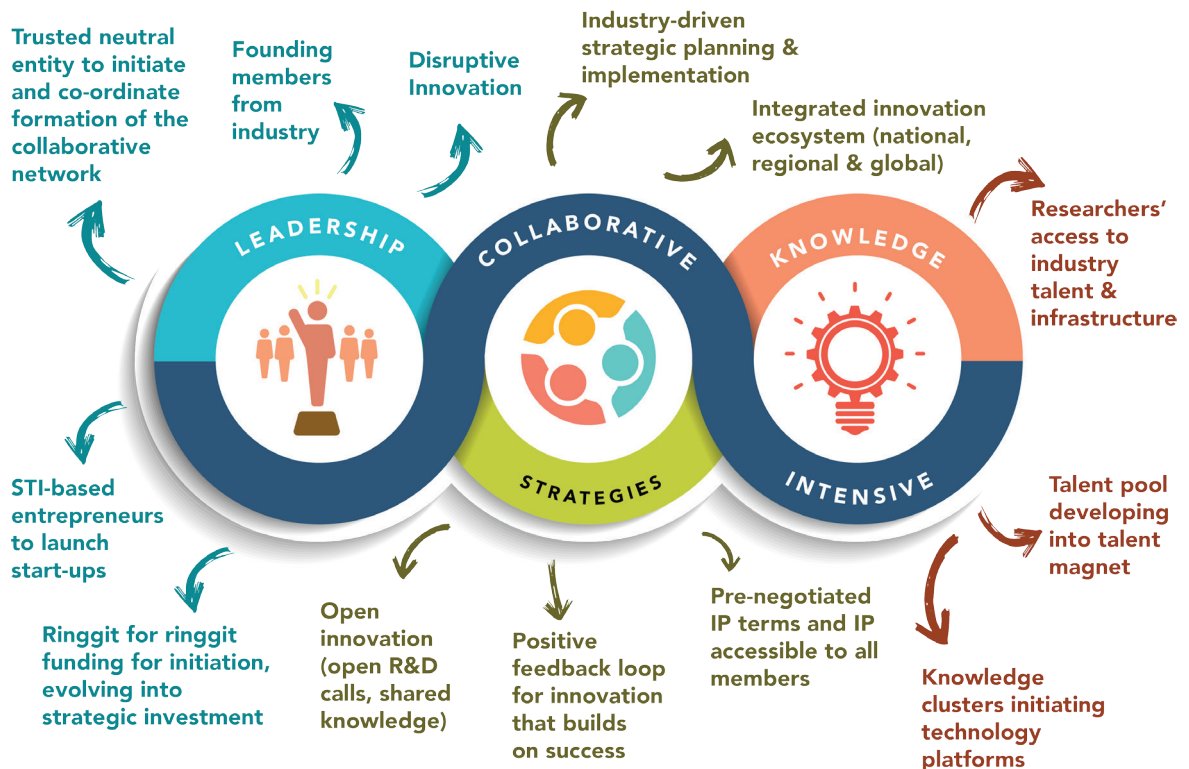 Trusted neutral
entity to initiate
and co-ordinate
formation of the
collaborative
network
Founding
members
from
industry
Disruptive
Innovation
Industry-driven
strategic planning &
implementation
Integrated innovation
ecosystem (national,
regional & global)
Researchers’
access to
industry
talent &
infrastructure
LEADERSHIP
COLLABORATIVE
STRATEGIES
KNOWLEDGE
INTENSIVE
STI-based
entrepreneurs
to launch
start-ups
Ringgit for ringgit
funding for initiation,
evolving into
strategic investment
Open
innovation
(open R&D
calls, shared
knowledge)
Positive
feedback loop
for innovation
that builds
on success
Pre-negotiated
IP terms and IP
accessible to all
members
Talent pool
developing
into talent
magnet
Knowledge
clusters initiating
technology
platforms